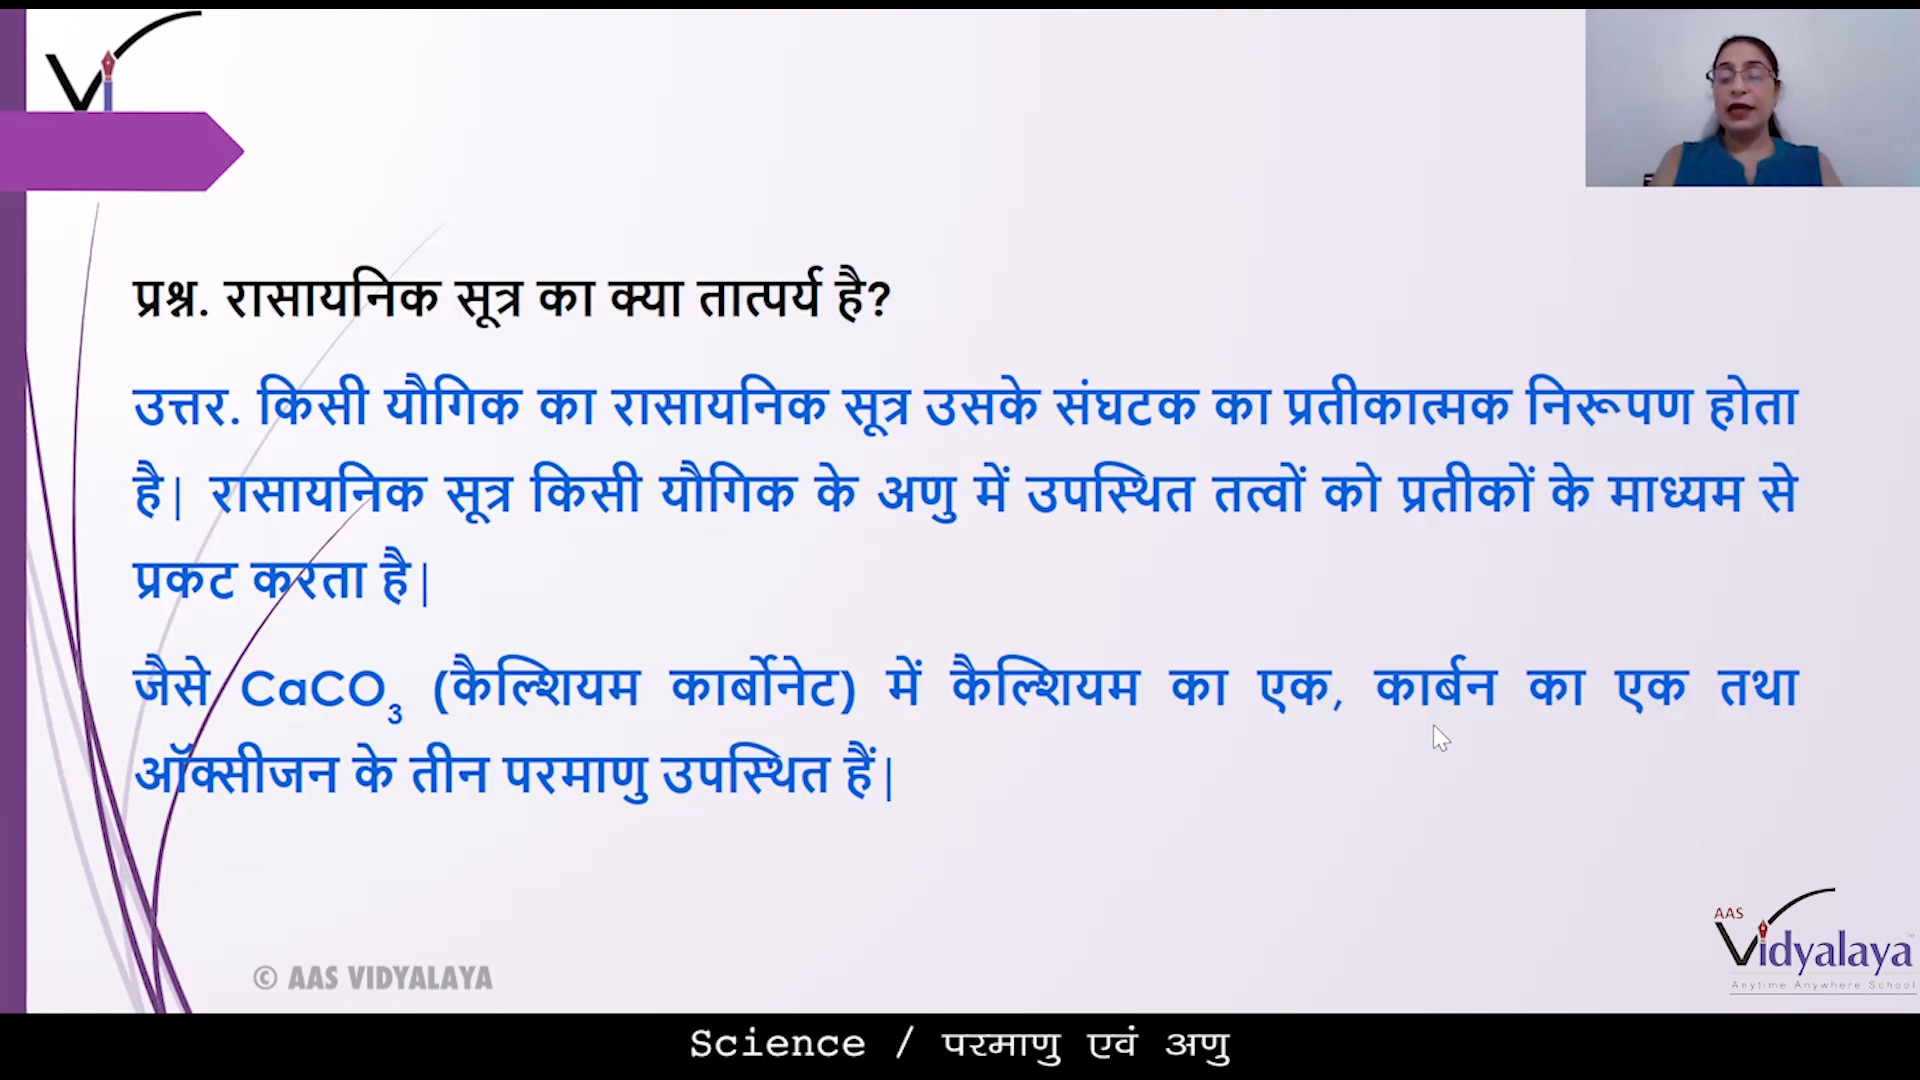 प्रश्न. रासायनिक सूत्र का क्या तात्पर्य है?
उत्तर. किसी यौगिक का रासायनिक सूत्र उसके संघटक का प्रतीकात्मक निरूपण होता
है| रासायनिक सूत्र किसी यौगिक के अणु में उपस्थित तत्वों को प्रतीकों के माध्यम से
प्रकट करता है|
जैसे CaCO₃ (कैल्शियम कार्बोनेट) में कैल्शियम का एक, कार्बन का एक तथा
ऑक्सीजन के तीन परमाणु उपस्थित हैं|
AAS
Vidyalaya™
Anytime Anywhere School
© AAS VIDYALAYA
Science / परमाणु एवं अणु